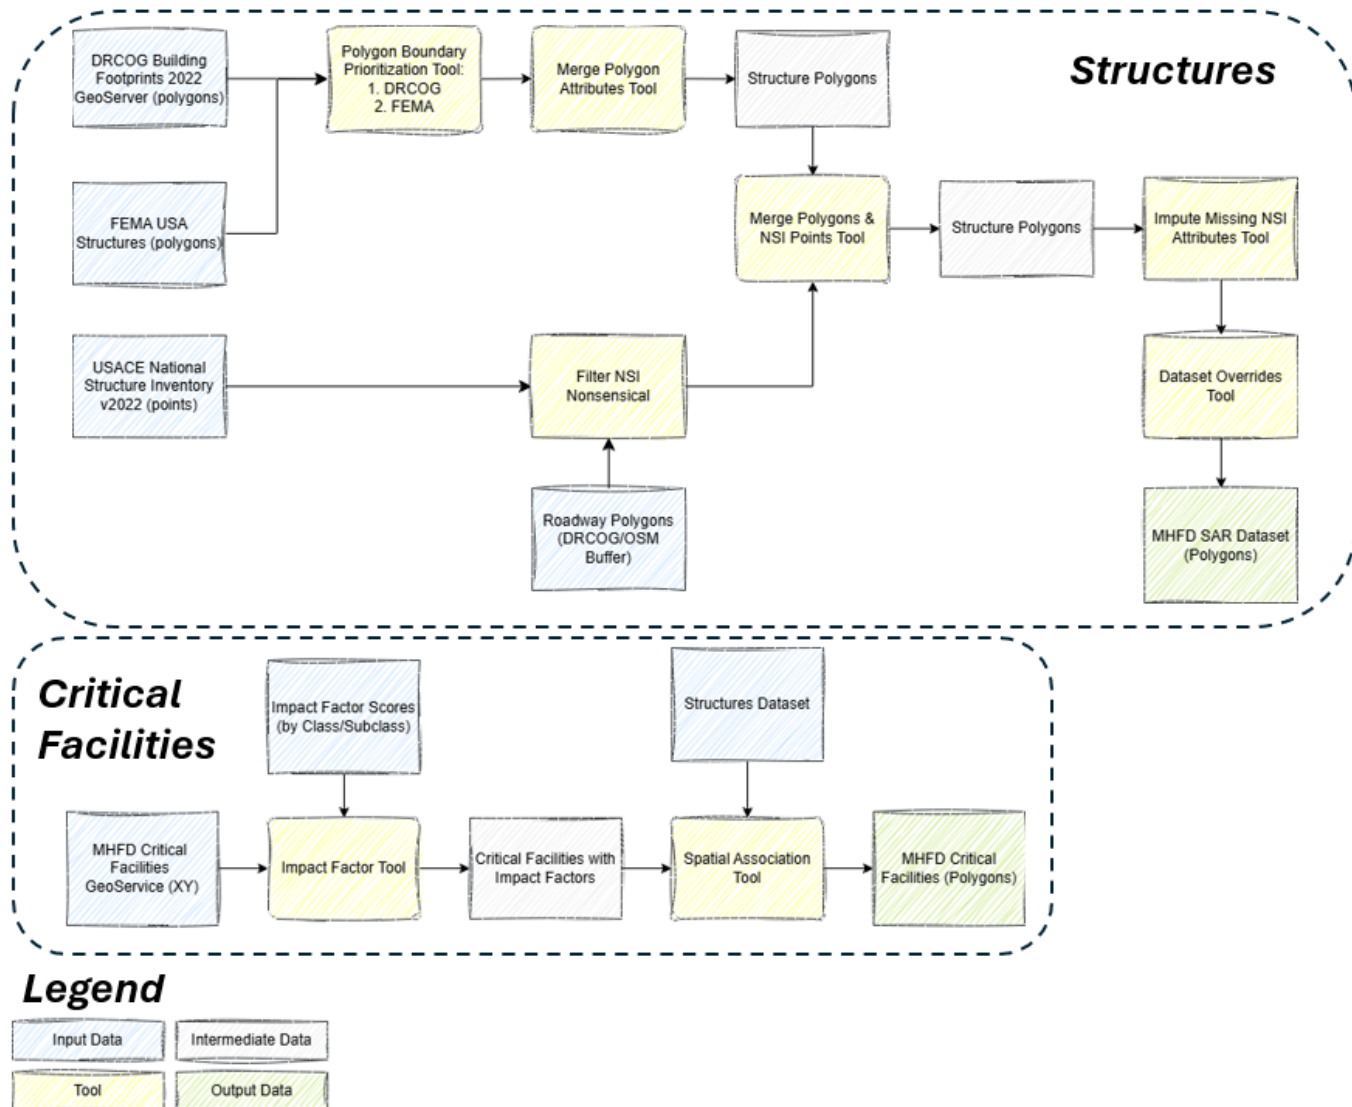 Structures
DRCOG Building
Footprints 2022
GeoServer (polygons)
Polygon Boundary
Prioritization Tool:
1. DRCOG
2. FEMA
Merge Polygon
Attributes Tool
Structure Polygons
FEMA USA
Structures (polygons)
Merge Polygons &
NSI Points Tool
Structure Polygons
Impute Missing NSI
Attributes Tool
USACE National
Structure Inventory
v2022 (points)
Filter NSI
Nonsensical
Dataset Overrides
Tool
Roadway Polygons
(DRCOG/OSM
Buffer)
MHFD SAR Dataset
(Polygons)
Critical
Facilities
Impact Factor Scores
(by Class/Subclass)
Structures Dataset
MHFD Critical
Facilities
GeoService (XY)
Impact Factor Tool
Critical Facilities with
Impact Factors
Spatial Association
Tool
MHFD Critical
Facilities (Polygons)
Legend
Input Data
Intermediate Data
Tool
Output Data